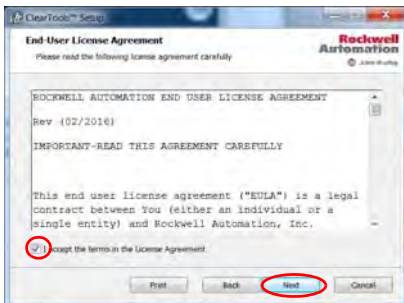 ClearTools™ Setup
End-User License Agreement
Please read the following license agreement carefully
Rockwell
Automation
ROCKWELL AUTOMATION END USER LICENSE AGREEMENT
Rev (02/2016)
IMPORTANT-READ THIS AGREEMENT CAREFULLY
This end user license agreement ("EULA") is a legal
contract between You (either an individual or a
single entity) and Rockwell Automation, Inc.
I accept the terms in the License Agreement
Print
Back
Next
Cancel